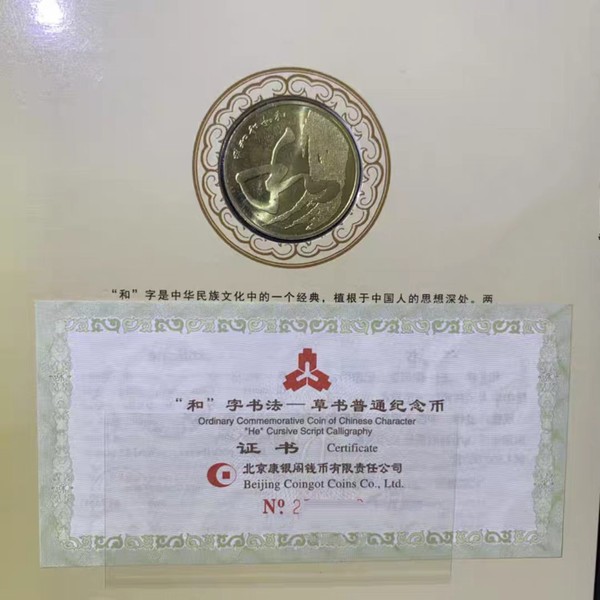 “和”字是中华民族文化中的一个经典，植根于中国人的思想深处。两
“和”字书法—草书普通纪念币
Ordinary Commemorative Coin of Chinese Character
"He" Cursive Script Calligraphy
证书 Certificate
北京康银阁钱币有限责任公司
Beijing Coingot Coins Co., Ltd.
№ 2